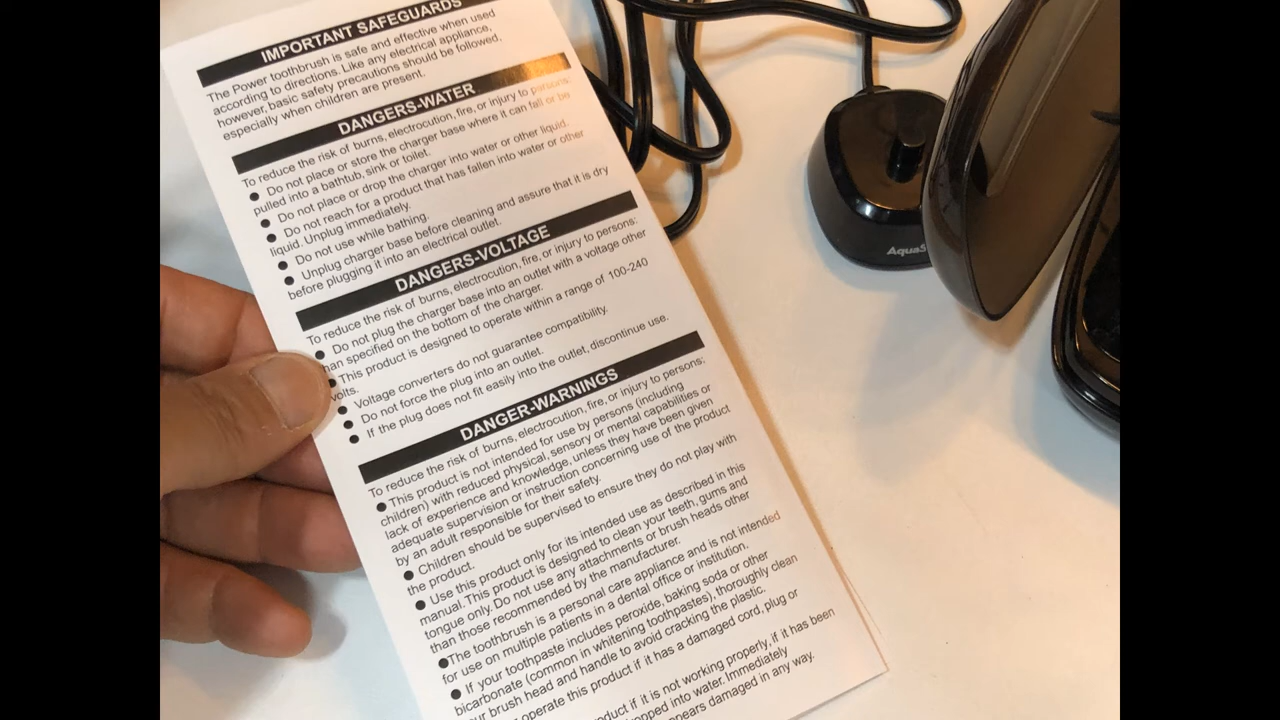 IMPORTANT SAFEGUARDS
The Power toothbrush is safe and effective when used
according to directions. Like any electrical appliance,
however, basic safety precautions should be followed,
especially when children are present.
DANGERS-WATER
To reduce the risk of burns, electrocution, fire, or injury to persons:
● Do not place or store the charger base where it can fall or be
pulled into a bathtub, sink or toilet.
● Do not place or drop the charger into water or other liquid.
● Do not reach for a product that has fallen into water or other
liquid. Unplug immediately.
● Do not use while bathing.
● Unplug charger base before cleaning and assure that it is dry
before plugging it into an electrical outlet.
DANGERS-VOLTAGE
To reduce the risk of burns, electrocution, fire, or injury to persons:
● Do not plug the charger base into an outlet with a voltage other
than specified on the bottom of the charger.
● This product is designed to operate within a range of 100-240
volts.
● Voltage converters do not guarantee compatibility.
● Do not force the plug into an outlet.
● If the plug does not fit easily into the outlet, discontinue use.
DANGER-WARNINGS
To reduce the risk of burns, electrocution, fire, or injury to persons:
● This product is not intended for use by persons (including
children) with reduced physical, sensory or mental capabilities or
lack of experience and knowledge, unless they have been given
adequate supervision or instruction concerning use of the product
by an adult responsible for their safety.
● Children should be supervised to ensure they do not play with
the product.
● Use this product only for its intended use as described in this
manual. This product is designed to clean your teeth, gums and
tongue only. Do not use any attachments or brush heads other
than those recommended by the manufacturer.
●The toothbrush is a personal care appliance and is not intended
for use on multiple patients in a dental office or institution.
● If your toothpaste includes peroxide, baking soda or other
bicarbonate (common in whitening toothpastes), thoroughly clean
your brush head and handle to avoid cracking the plastic.
operate this product if it has a damaged cord, plug or
product if it is not working properly, if it has been
dropped into water. Immediately
appears damaged in any way.
AquaS